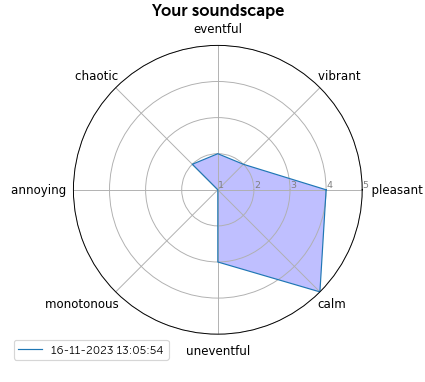 Your soundscape
eventful
chaotic
vibrant
annoying
1 2 3 4 5
pleasant
monotonous
calm
uneventful
16-11-2023 13:05:54